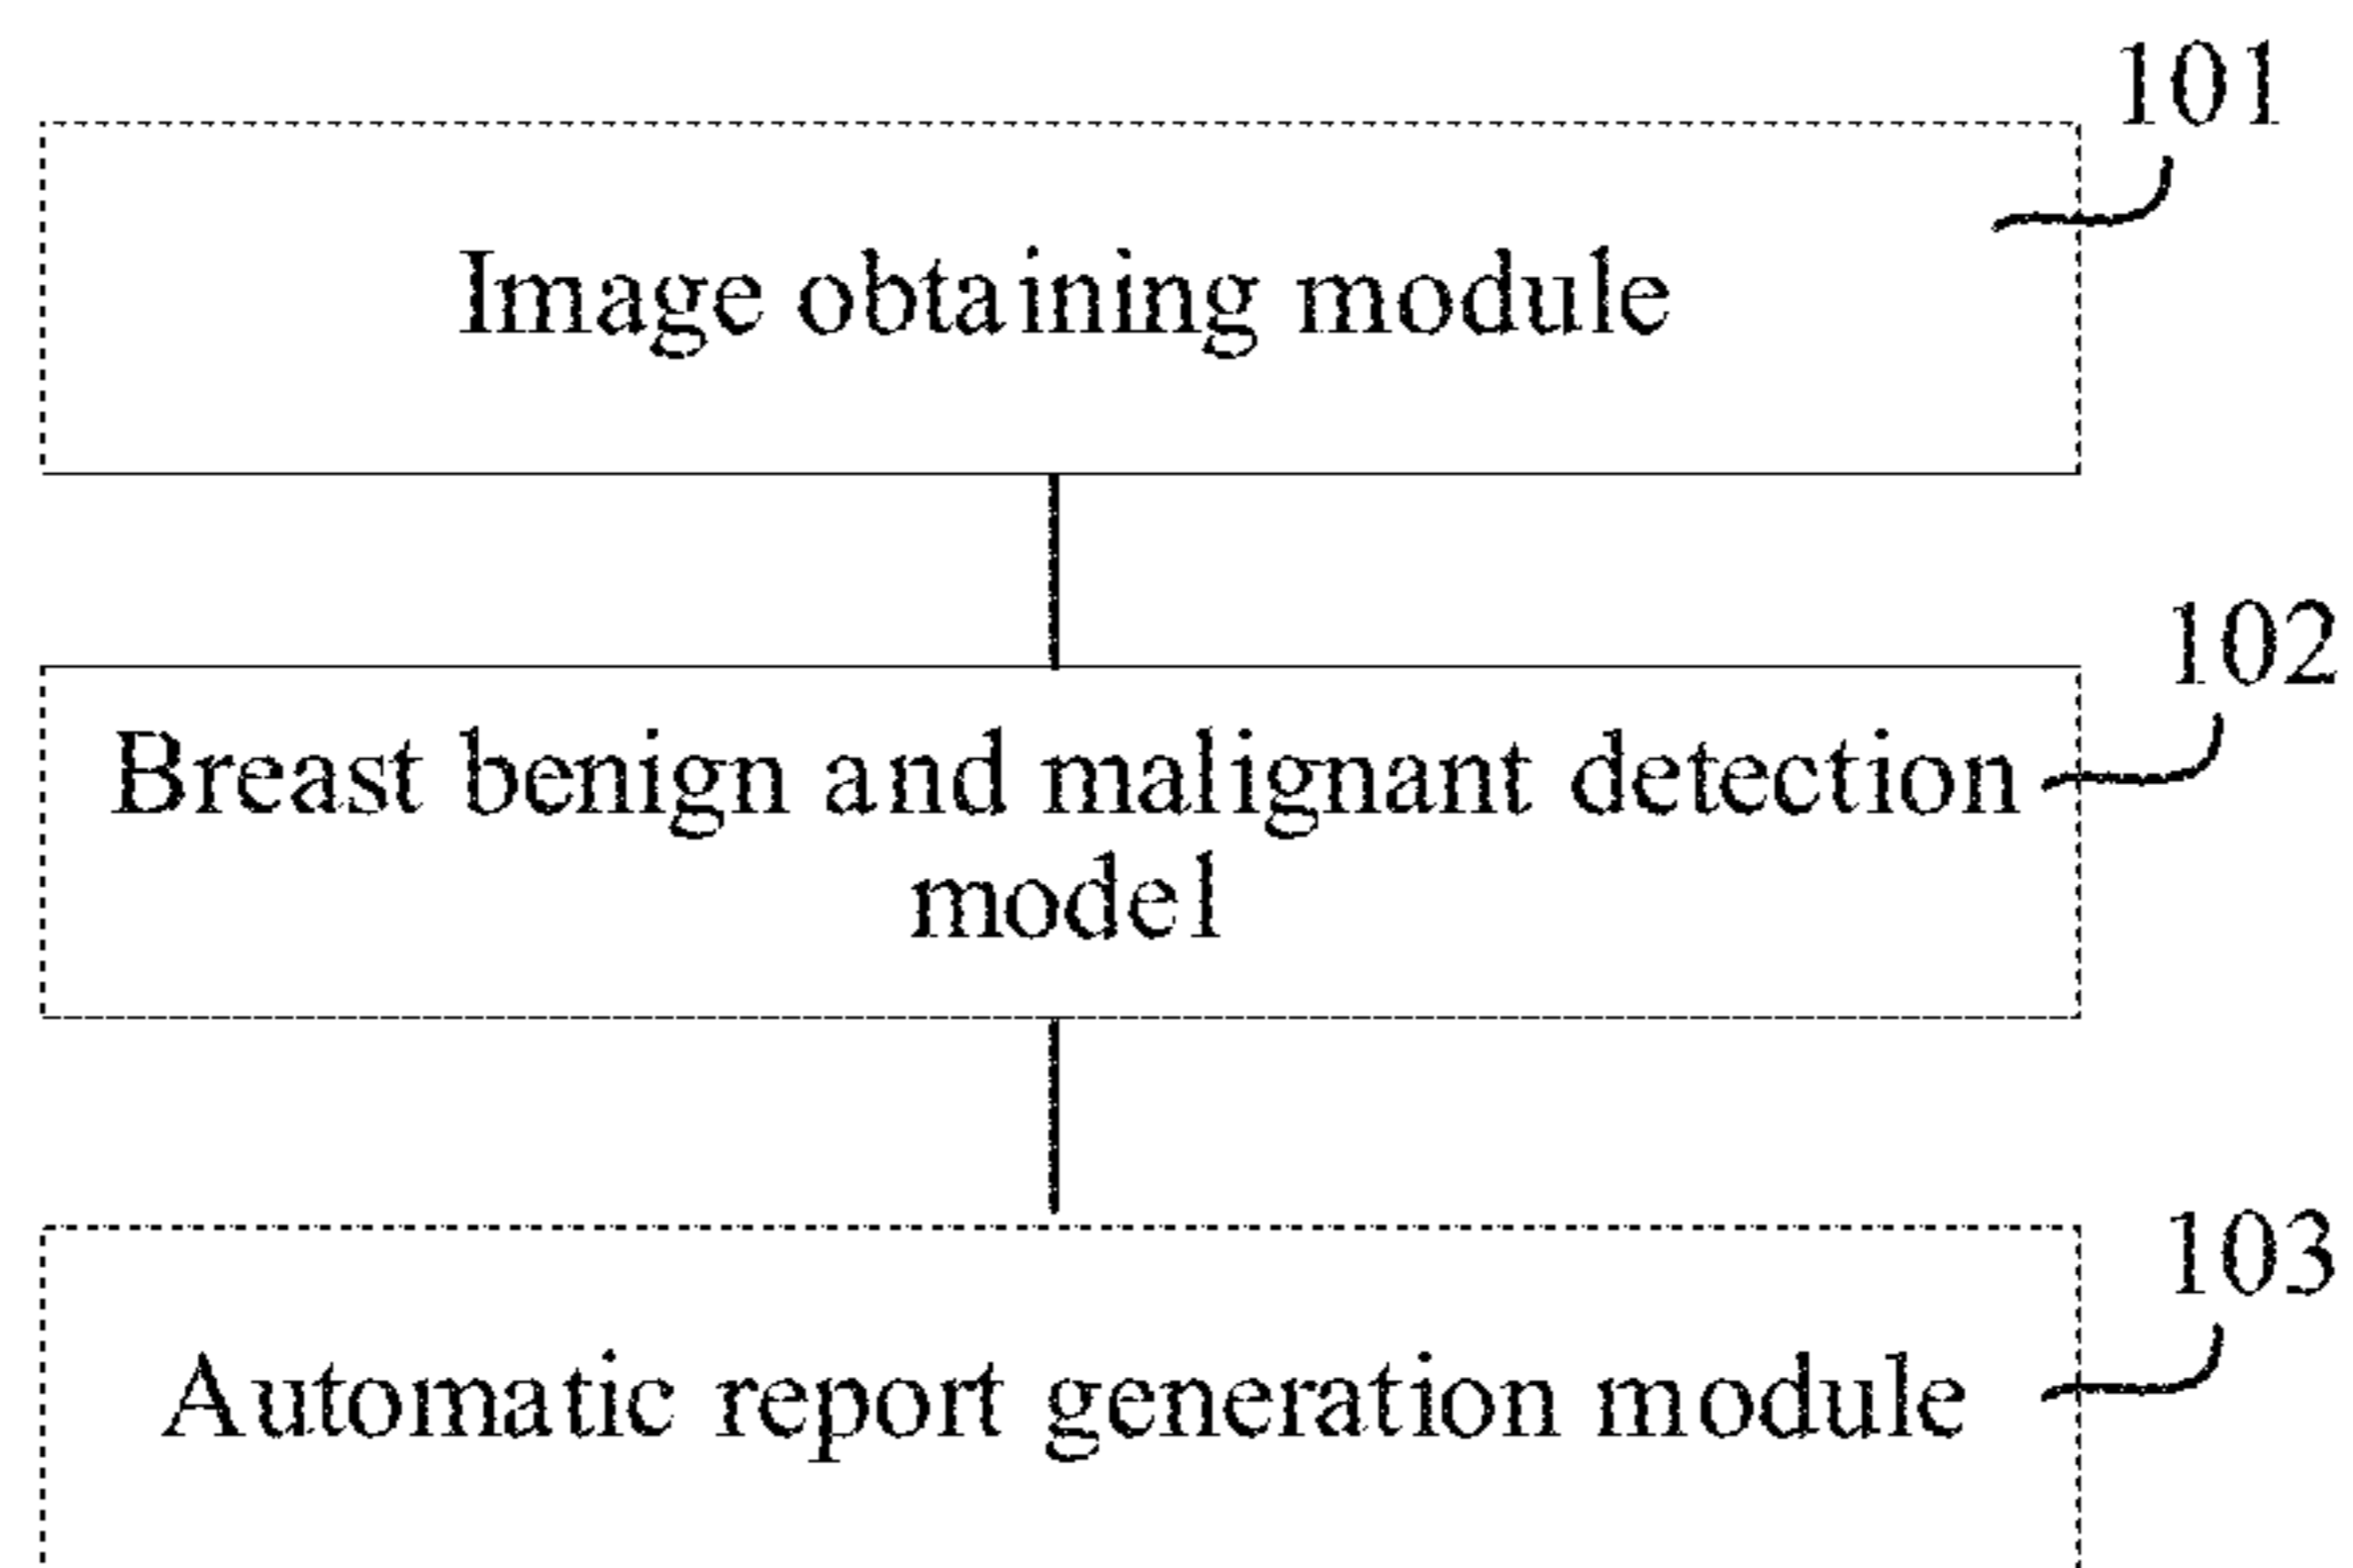 101
Image obtaining module
102
Breast benign and malignant detection
model
103
Automatic report generation module